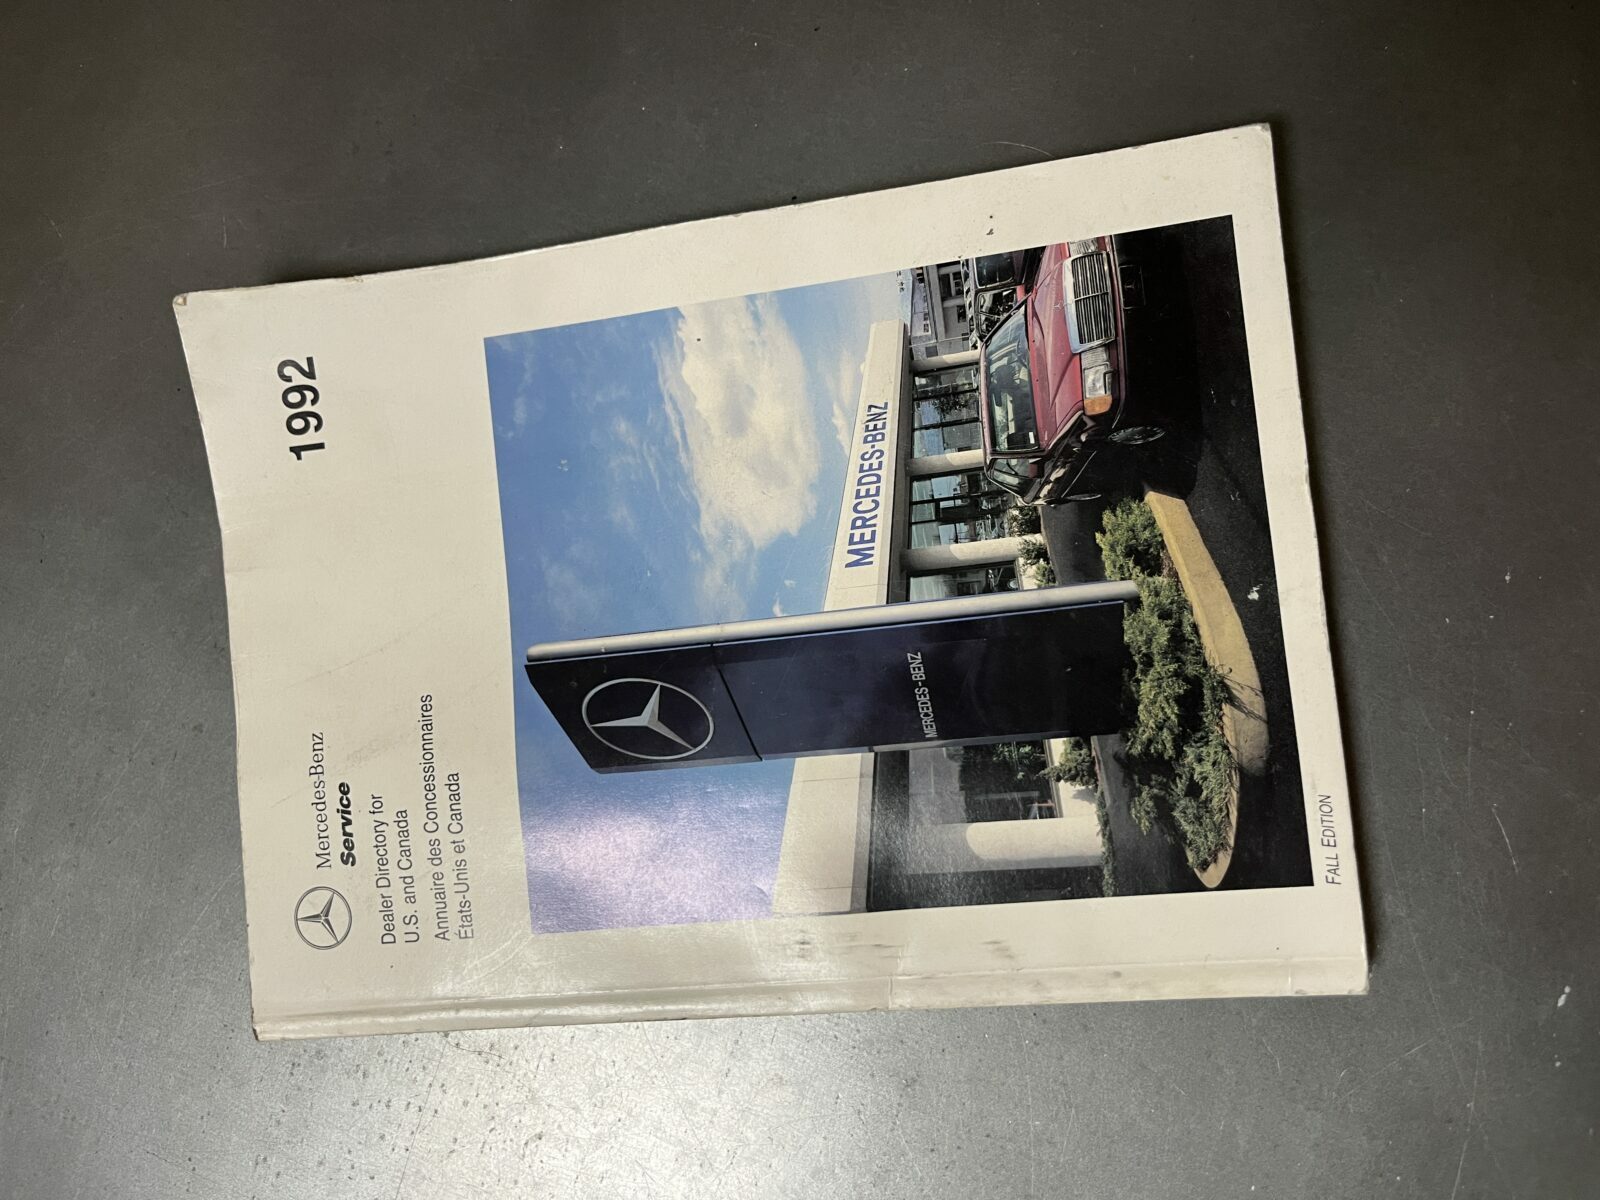 1992
Mercedes-Benz
Service
Dealer Directory for
U.S. and Canada
Annuaire des Concessionnaires
États-Unis et Canada
MERCEDES-BENZ
MERCEDES-BENZ
FALL EDITION